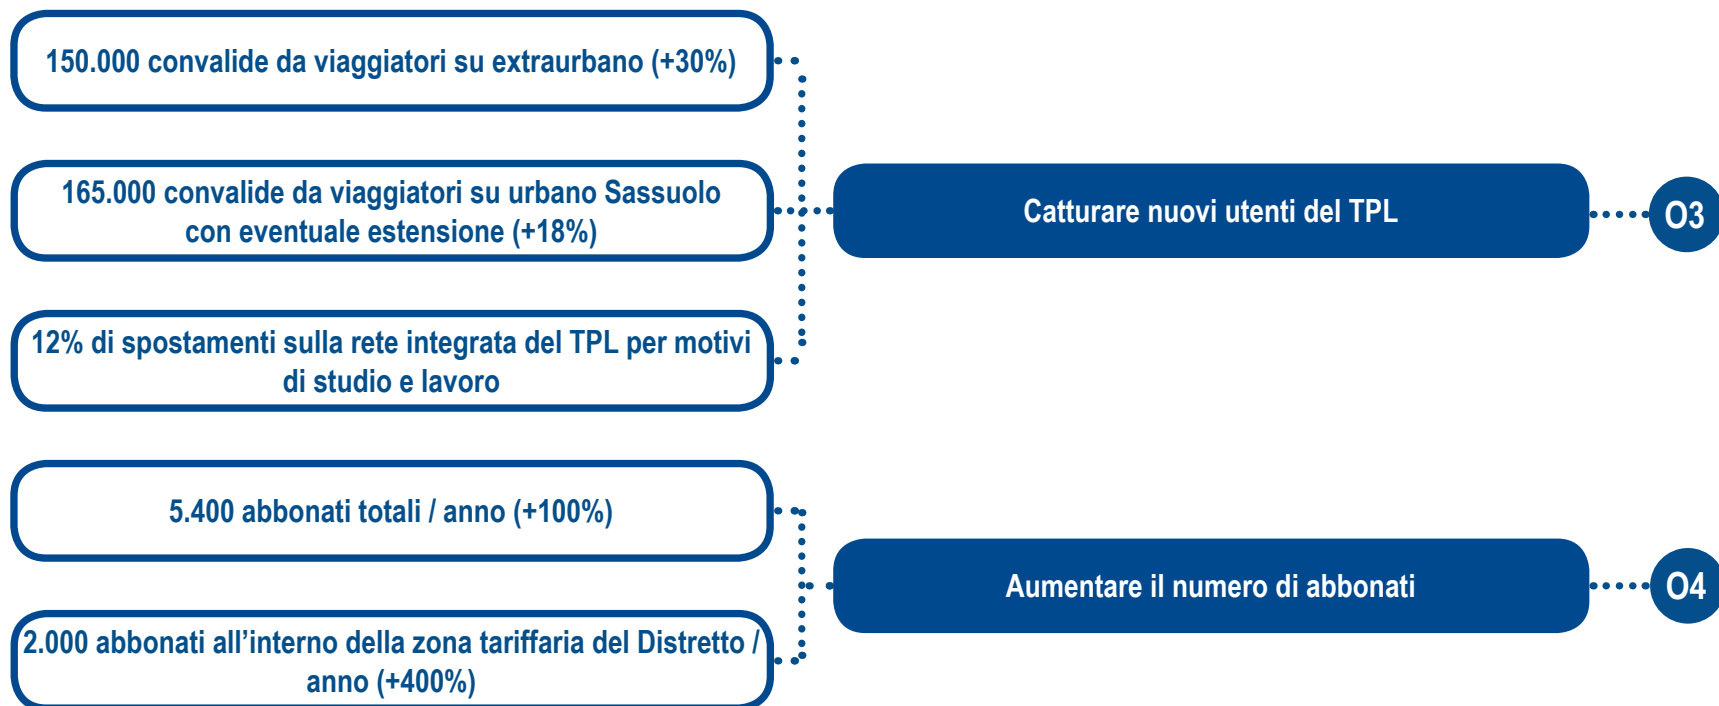 150.000 convalide da viaggiatori su extraurbano (+30%)
165.000 convalide da viaggiatori su urbano Sassuolo
con eventuale estensione (+18%)
12% di spostamenti sulla rete integrata del TPL per motivi
di studio e lavoro
Catturare nuovi utenti del TPL
O3
5.400 abbonati totali / anno (+100%)
2.000 abbonati all’interno della zona tariffaria del Distretto /
anno (+400%)
Aumentare il numero di abbonati
O4